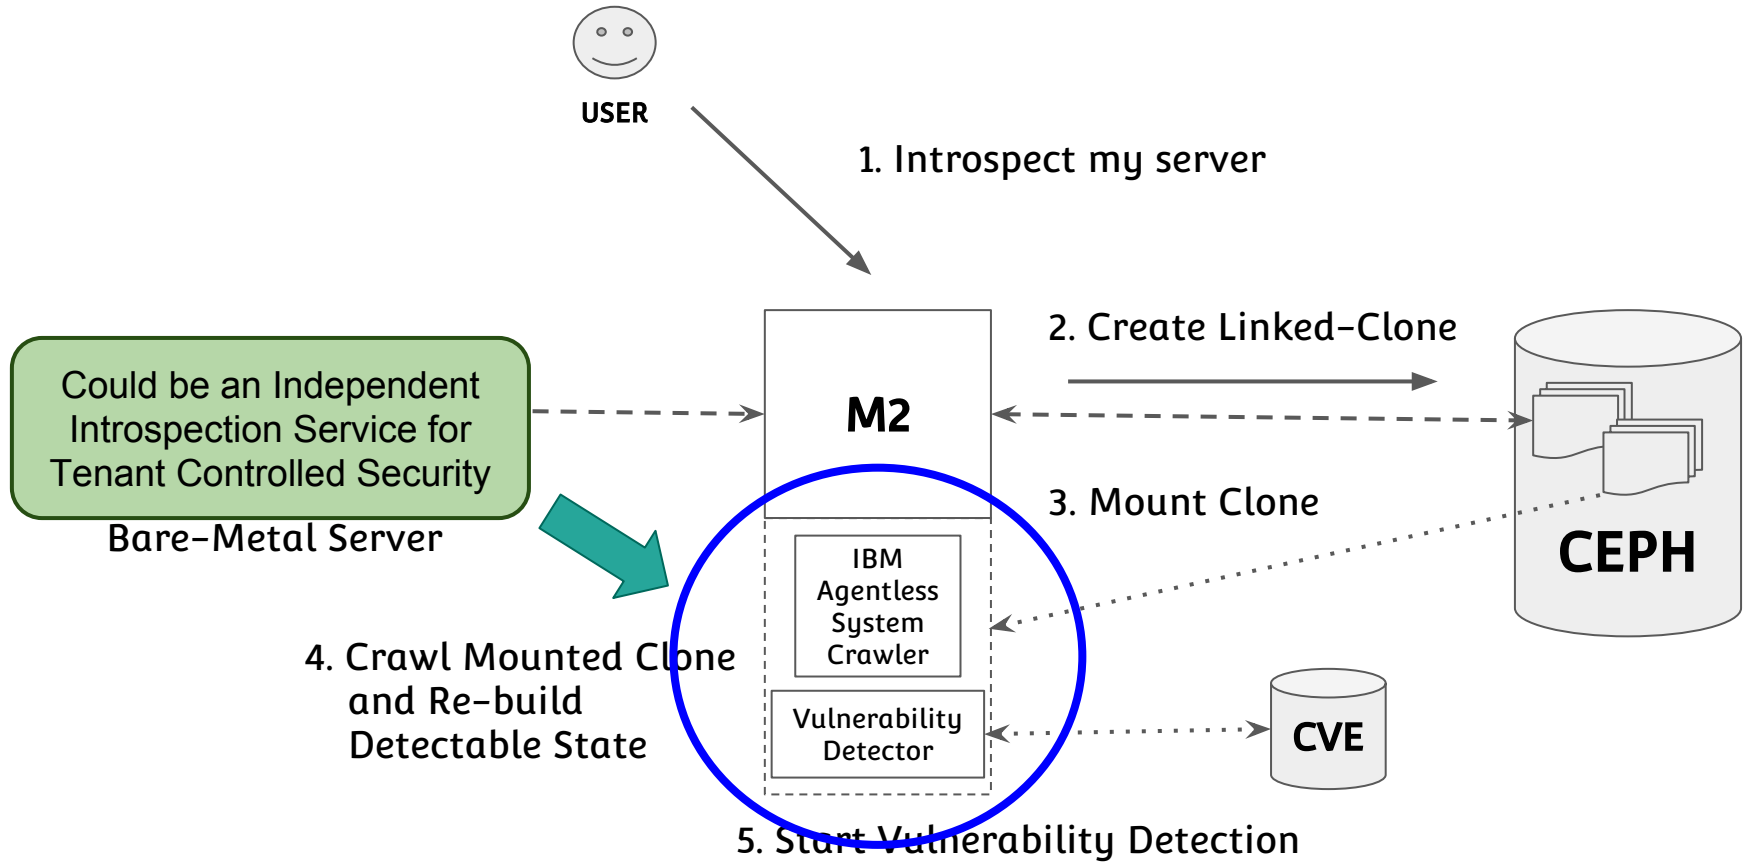 USER
1. Introspect my server
2. Create Linked-Clone
Could be an Independent
Introspection Service for
Tenant Controlled Security
Bare-Metal Server
M2
3. Mount Clone
CEPH
IBM
Agentless
System
Crawler
4. Crawl Mounted Clone
and Re-build
Detectable State
Vulnerability
Detector
CVE
5. Start Vulnerability Detection